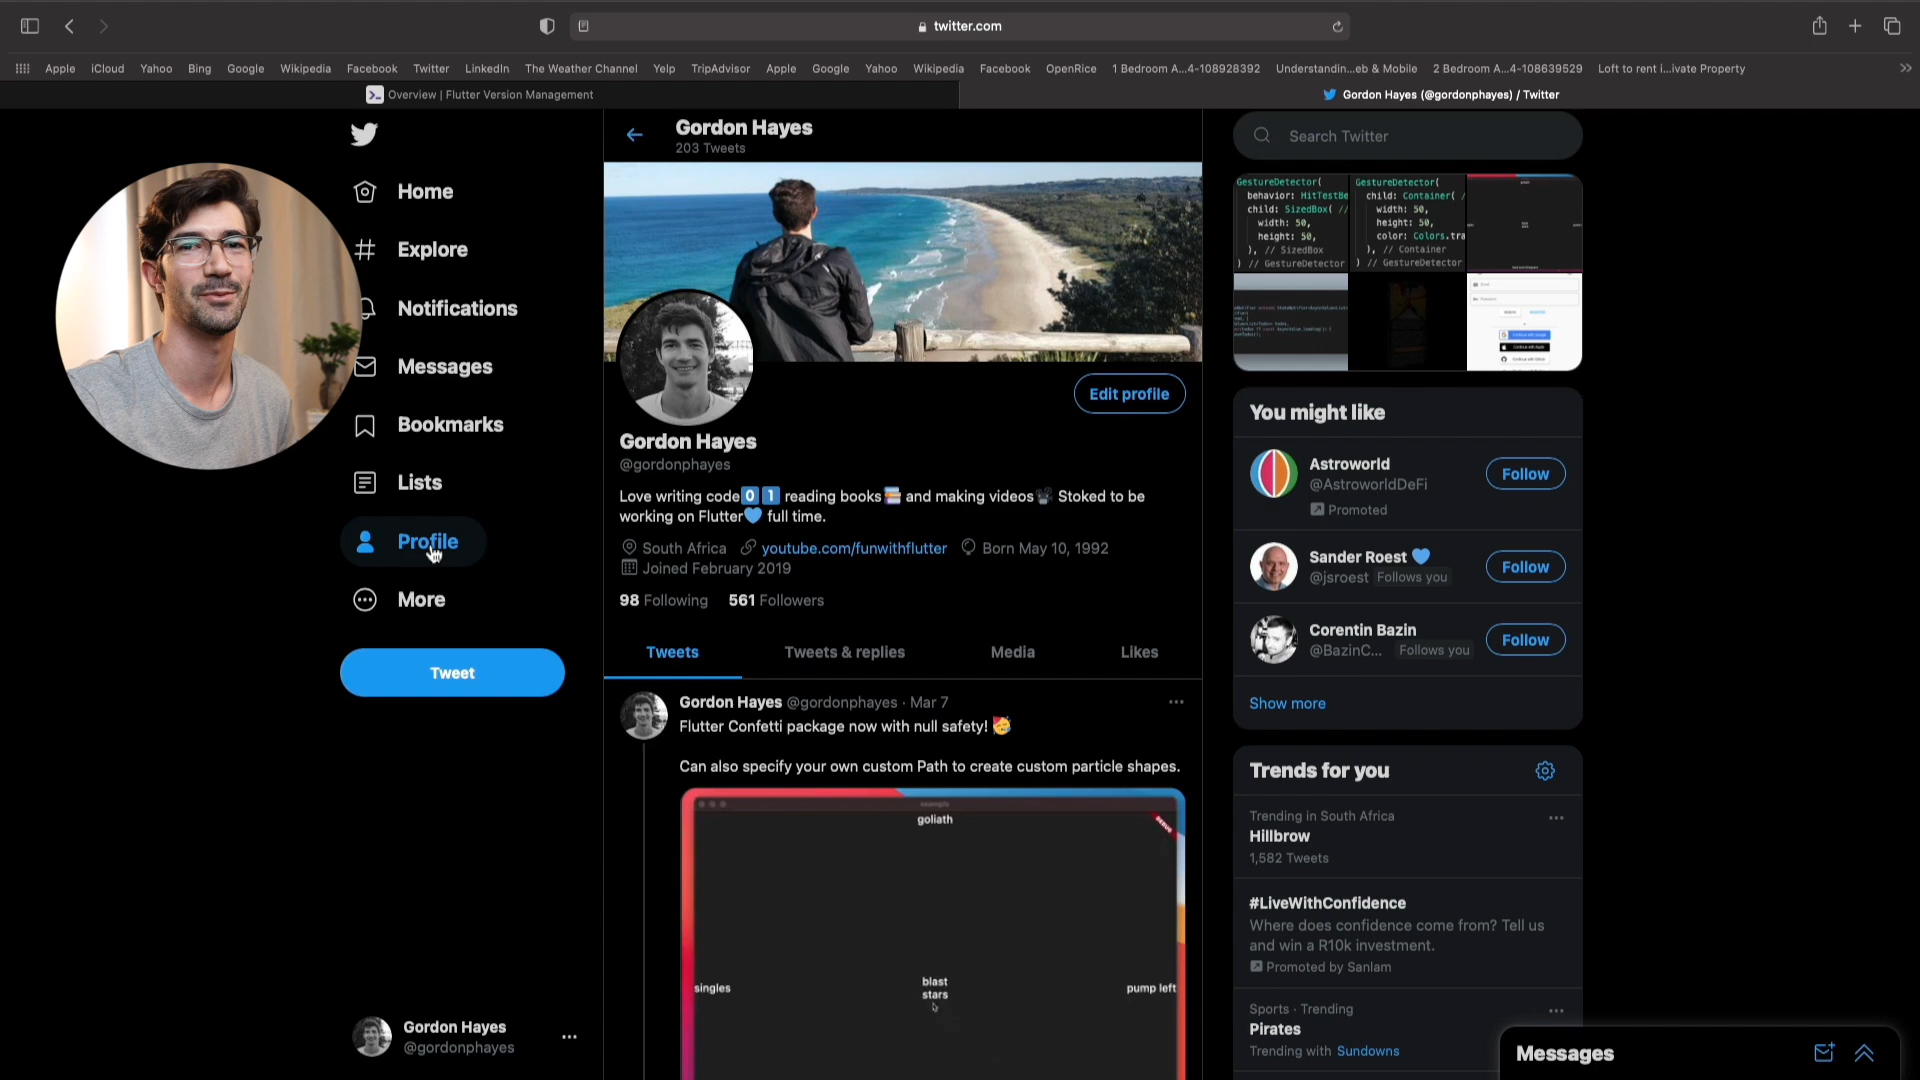 twitter.com
Apple iCloud Yahoo Bing Google Wikipedia Facebook Twitter LinkedIn The Weather Channel Yelp TripAdvisor Apple Google Yahoo Wikipedia Facebook OpenRice 1 Bedroom A...4-108928392 Understandin...eb & Mobile 2 Bedroom A...4-108639529 Loft to rent i...ivate Property
Overview | Flutter Version Management
Gordon Hayes (@gordonphayes) / Twitter
Home
Explore
Notifications
Messages
Bookmarks
Lists
Profile
More
Tweet
Gordon Hayes
@gordonphayes
Gordon Hayes
203 Tweets
Edit profile
Gordon Hayes
@gordonphayes
Love writing code 0 1 reading books and making videos Stoked to be
working on Flutter💙 full time.
South Africa youtube.com/funwithflutter Born May 10, 1992
Joined February 2019
98 Following 561 Followers
Tweets Tweets & replies Media Likes
Gordon Hayes @gordonphayes · Mar 7
Flutter Confetti package now with null safety! 🥳
Can also specify your own custom Path to create custom particle shapes.
goliath
DEBUG
singles
blast
stars
pump left
Search Twitter
GestureDetector(
behavior: HitTestBe
child: SizedBox( //
width: 50,
height: 50,
), // SizedBox
) // GestureDetector
GestureDetector(
child: Container( /
width: 50,
height: 50,
color: Colors.tra
), // Container
) // GestureDetector
You might like
Astroworld
@AstroworldDeFi
Promoted
Follow
Sander Roest 💙
@jsroest Follows you
Follow
Corentin Bazin
@BazinC... Follows you
Follow
Show more
Trends for you
Trending in South Africa
Hillbrow
1,582 Tweets
#LiveWithConfidence
Where does confidence come from? Tell us
and win a R10k investment.
Promoted by Sanlam
Sports · Trending
Pirates
Trending with Sundowns
Messages